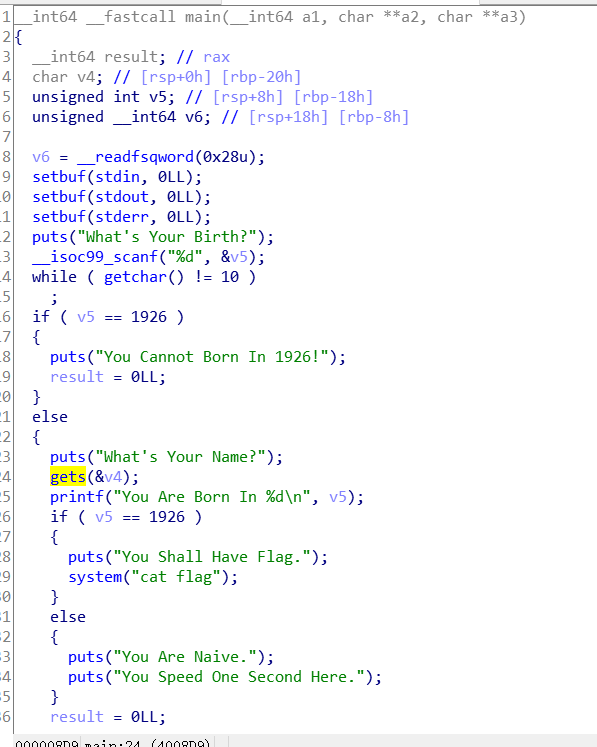 1 __int64 __fastcall main(__int64 a1, char **a2, char **a3)
2 {
3 __int64 result; // rax
4 char v4; // [rsp+0h] [rbp-20h]
5 unsigned int v5; // [rsp+8h] [rbp-18h]
6 unsigned __int64 v6; // [rsp+18h] [rbp-8h]
7
8 v6 = __readfsqword(0x28u);
9 setbuf(stdin, 0LL);
0 setbuf(stdout, 0LL);
1 setbuf(stderr, 0LL);
2 puts("What's Your Birth?");
3 __isoc99_scanf("%d", &v5);
4 while ( getchar() != 10 )
5 ;
6 if ( v5 == 1926 )
7 {
8 puts("You Cannot Born In 1926!");
9 result = 0LL;
0 }
1 else
2 {
3 puts("What's Your Name?");
4 gets(&v4);
5 printf("You Are Born In %d\n", v5);
6 if ( v5 == 1926 )
7 {
8 puts("You Shall Have Flag.");
9 system("cat flag");
0 }
1 else
2 {
3 puts("You Are Naive.");
4 puts("You Speed One Second Here.");
5 }
6 result = 0LL;
000008D9 main:24 (4008D9)